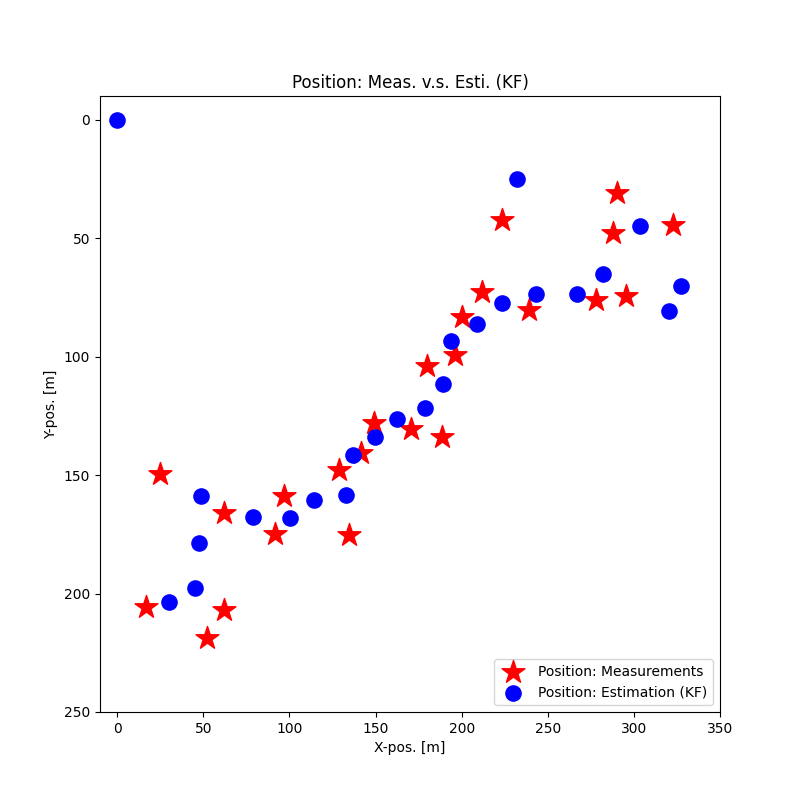 Position: Meas. v.s. Esti. (KF)
0
50
100
150
200
250
Y-pos. [m]
0 50 100 150 200 250 300 350
X-pos. [m]
Position: Measurements
Position: Estimation (KF)